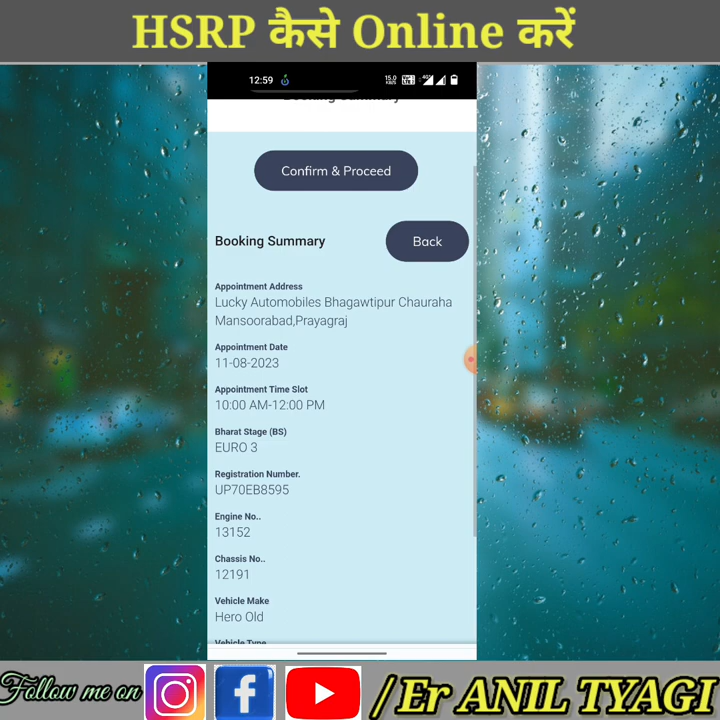 HSRP कैसे Online करें
12:59
Confirm & Proceed
Booking Summary
Back
Appointment Address
Lucky Automobiles Bhagawtipur Chauraha
Mansoorabad,Prayagraj
Appointment Date
11-08-2023
Appointment Time Slot
10:00 AM-12:00 PM
Bharat Stage (BS)
EURO 3
Registration Number.
UP70EB8595
Engine No..
13152
Chassis No..
12191
Vehicle Make
Hero Old
Vehicle Type
Follow me on
/Er ANIL TYAGI